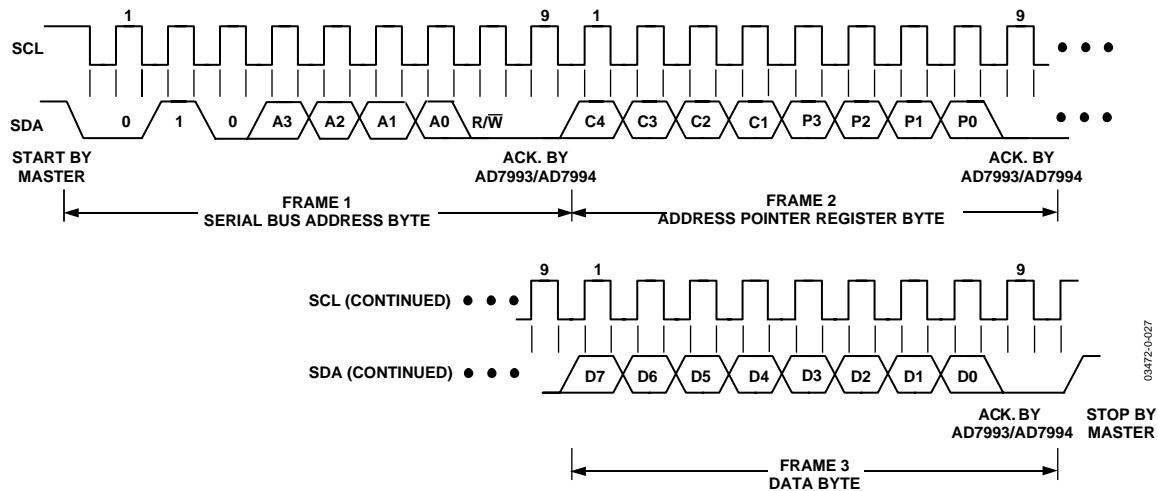 1 9 1 9
SCL
SDA 0 1 0 A3 A2 A1 A0 R/W̅ C4 C3 C2 C1 P3 P2 P1 P0
START BY
MASTER
ACK. BY
AD7993/AD7994
ACK. BY
AD7993/AD7994
FRAME 1
SERIAL BUS ADDRESS BYTE
FRAME 2
ADDRESS POINTER REGISTER BYTE
9 1 9
SCL (CONTINUED)
SDA (CONTINUED) D7 D6 D5 D4 D3 D2 D1 D0
ACK. BY
AD7993/AD7994
STOP BY
MASTER
FRAME 3
DATA BYTE
03472-0-027